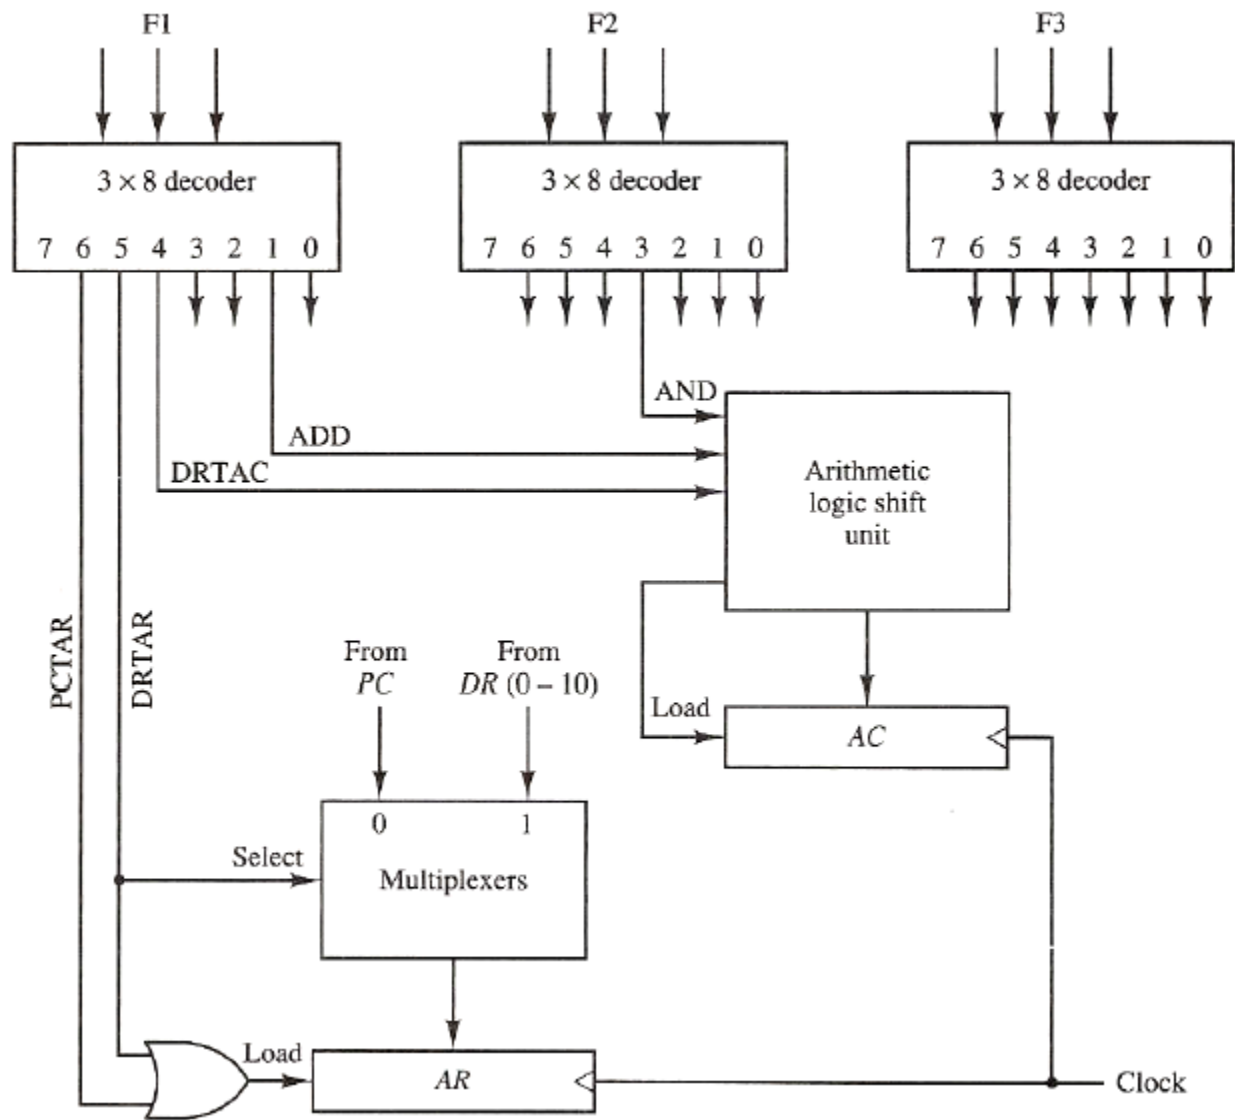 F1
F2
F3
3 × 8 decoder
3 × 8 decoder
3 × 8 decoder
7 6 5 4 3 2 1 0
7 6 5 4 3 2 1 0
7 6 5 4 3 2 1 0
AND
ADD
DRTAC
Arithmetic
logic shift
unit
PCTAR
DRTAR
From
PC
From
DR (0 – 10)
Load
AC
0
1
Select
Multiplexers
Load
AR
Clock